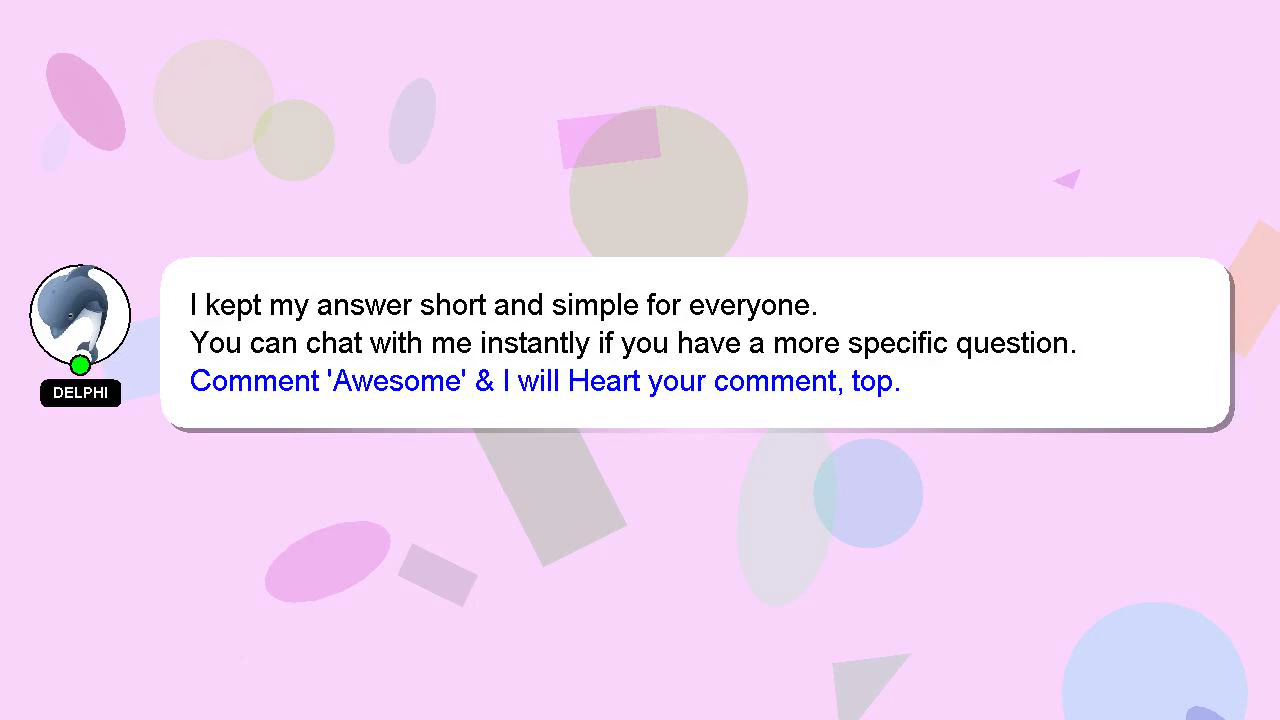 I kept my answer short and simple for everyone.
You can chat with me instantly if you have a more specific question.
Comment 'Awesome' & I will Heart your comment, top.
DELPHI